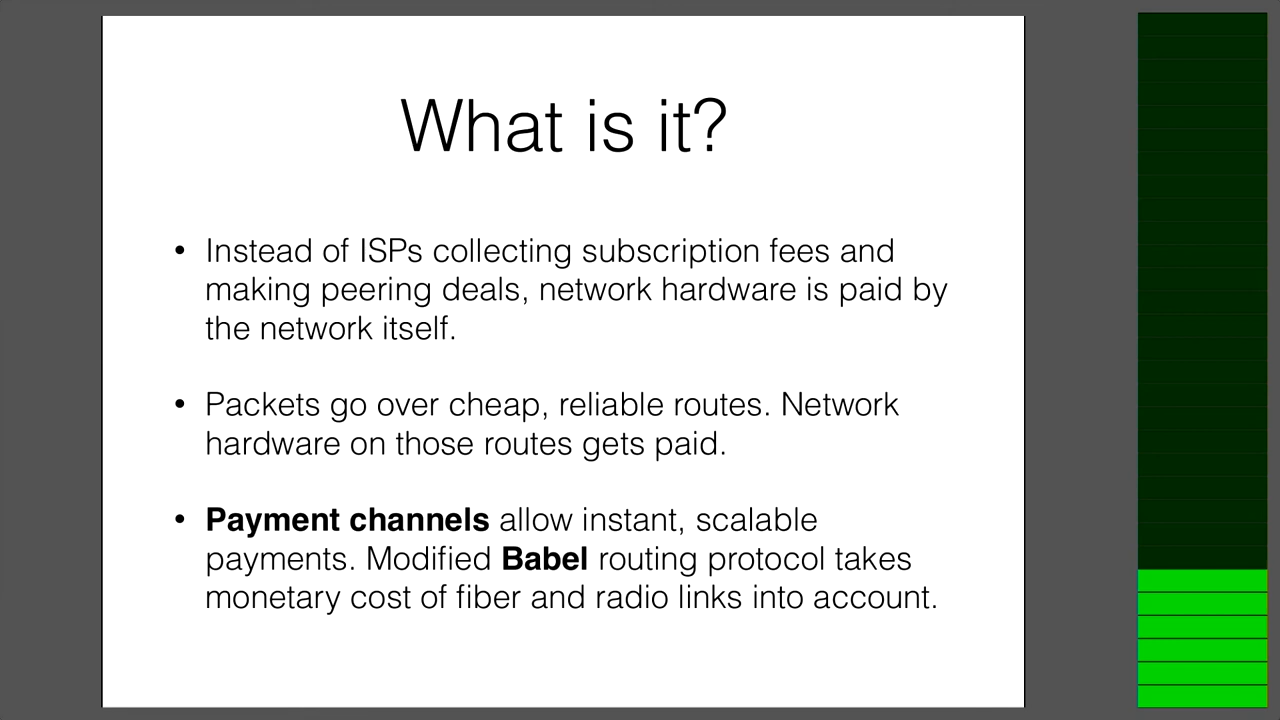 What is it?
• Instead of ISPs collecting subscription fees and
making peering deals, network hardware is paid by
the network itself.
• Packets go over cheap, reliable routes. Network
hardware on those routes gets paid.
• Payment channels allow instant, scalable
payments. Modified Babel routing protocol takes
monetary cost of fiber and radio links into account.